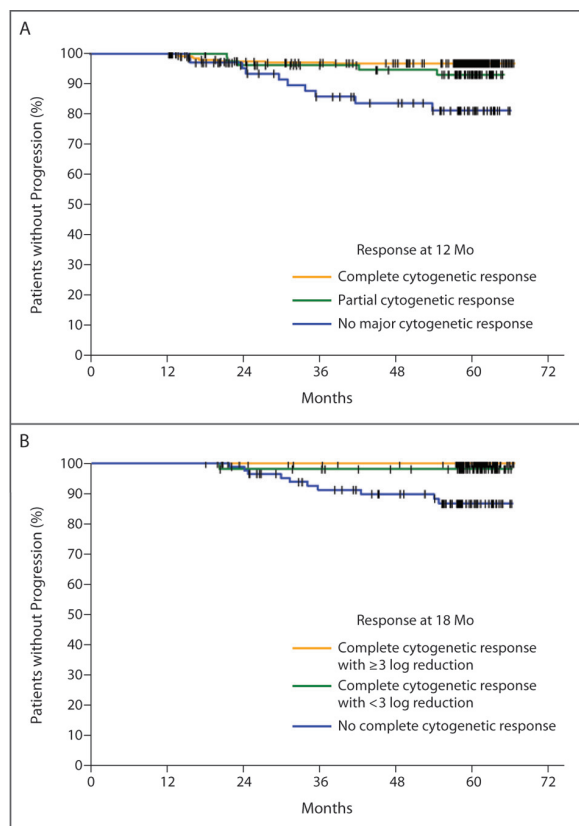 A
Patients without Progression (%)
100
90
80
70
60
50
40
30
20
10
0
Response at 12 Mo
Complete cytogenetic response
Partial cytogenetic response
No major cytogenetic response
0 12 24 36 48 60 72
Months
B
Patients without Progression (%)
100
90
80
70
60
50
40
30
20
10
0
Response at 18 Mo
Complete cytogenetic response
with ≥3 log reduction
Complete cytogenetic response
with <3 log reduction
No complete cytogenetic response
0 12 24 36 48 60 72
Months